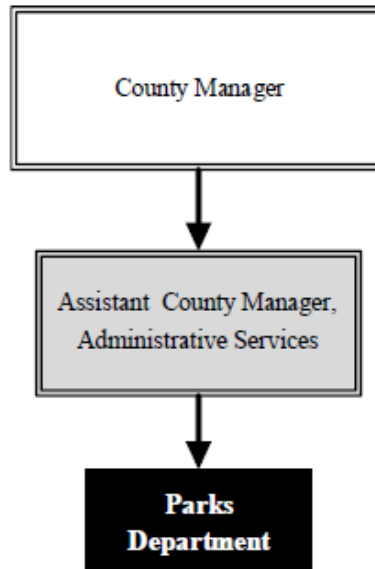 County Manager
Assistant County Manager,
Administrative Services
Parks
Department